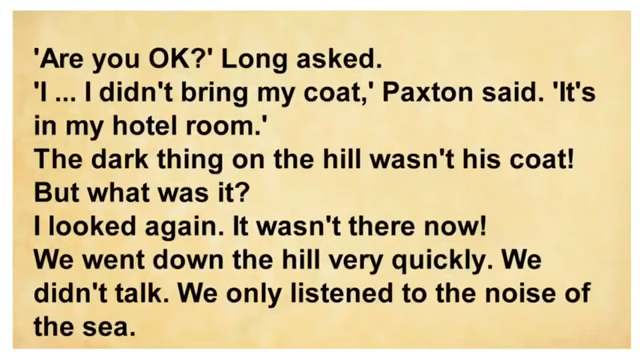 'Are you OK?' Long asked.
'I ... I didn't bring my coat,' Paxton said. 'It's
in my hotel room.'
The dark thing on the hill wasn't his coat!
But what was it?
I looked again. It wasn't there now!
We went down the hill very quickly. We
didn't talk. We only listened to the noise of
the sea.